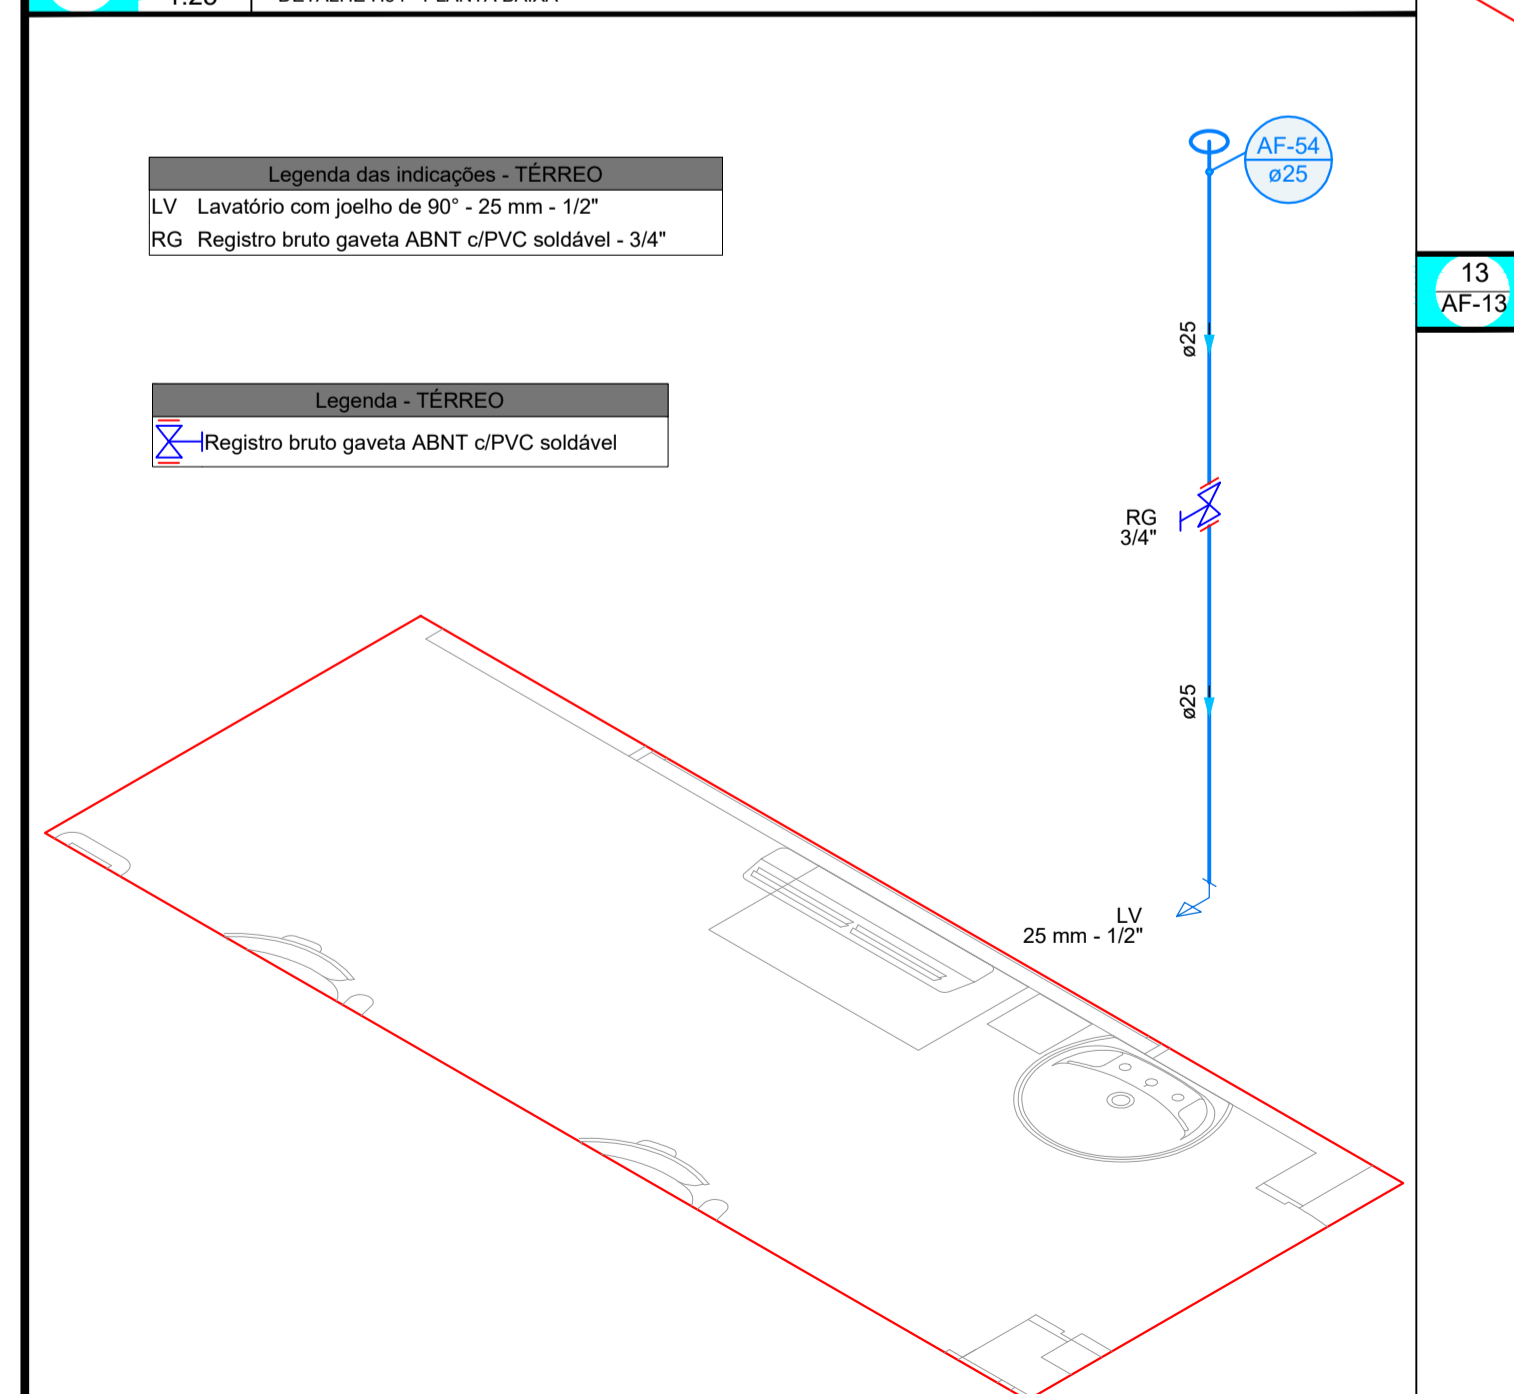 Legenda das indicações - TÉRREO
LV Lavatório com joelho de 90° - 25 mm - 1/2"
RG Registro bruto gaveta ABNT c/PVC soldável - 3/4"
Legenda - TÉRREO
Registro bruto gaveta ABNT c/PVC soldável
AF-54
ø25
13
AF-13
ø25
RG
3/4"
ø25
LV
25 mm - 1/2"